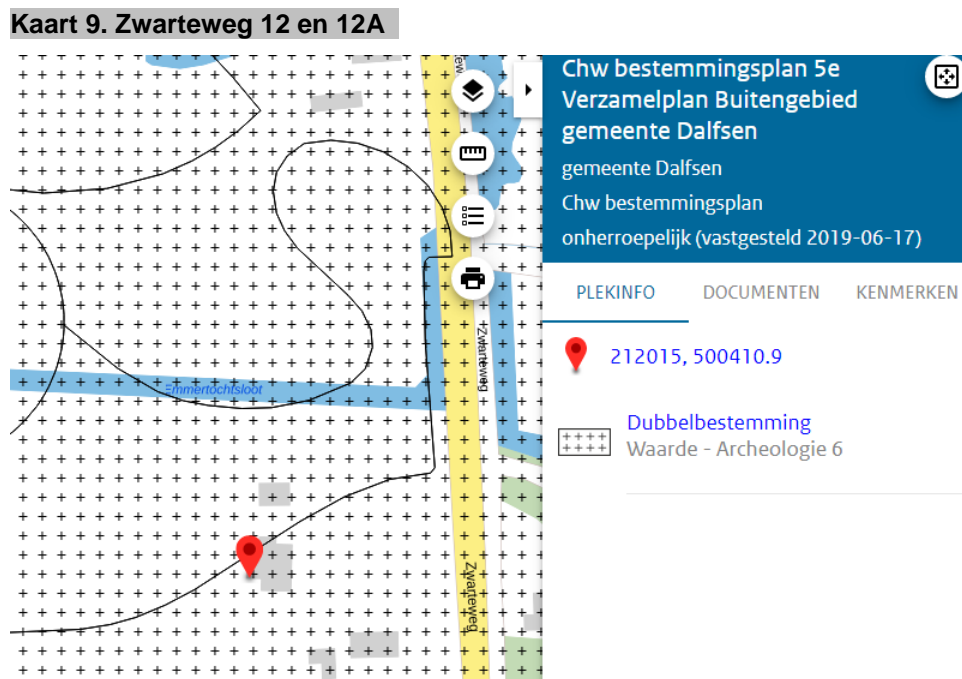 Kaart 9. Zwarteweg 12 en 12A
Chw bestemmingsplan 5e
Verzamelplan Buitengebied
gemeente Dalfsen
gemeente Dalfsen
Chw bestemmingsplan
onherroepelijk (vastgesteld 2019-06-17)
PLEKINFO DOCUMENTEN KENMERKEN
212015, 500410.9
Dubbelbestemming
Waarde - Archeologie 6
Zwarteweg
Emmertochtsloot
Zwarteweg